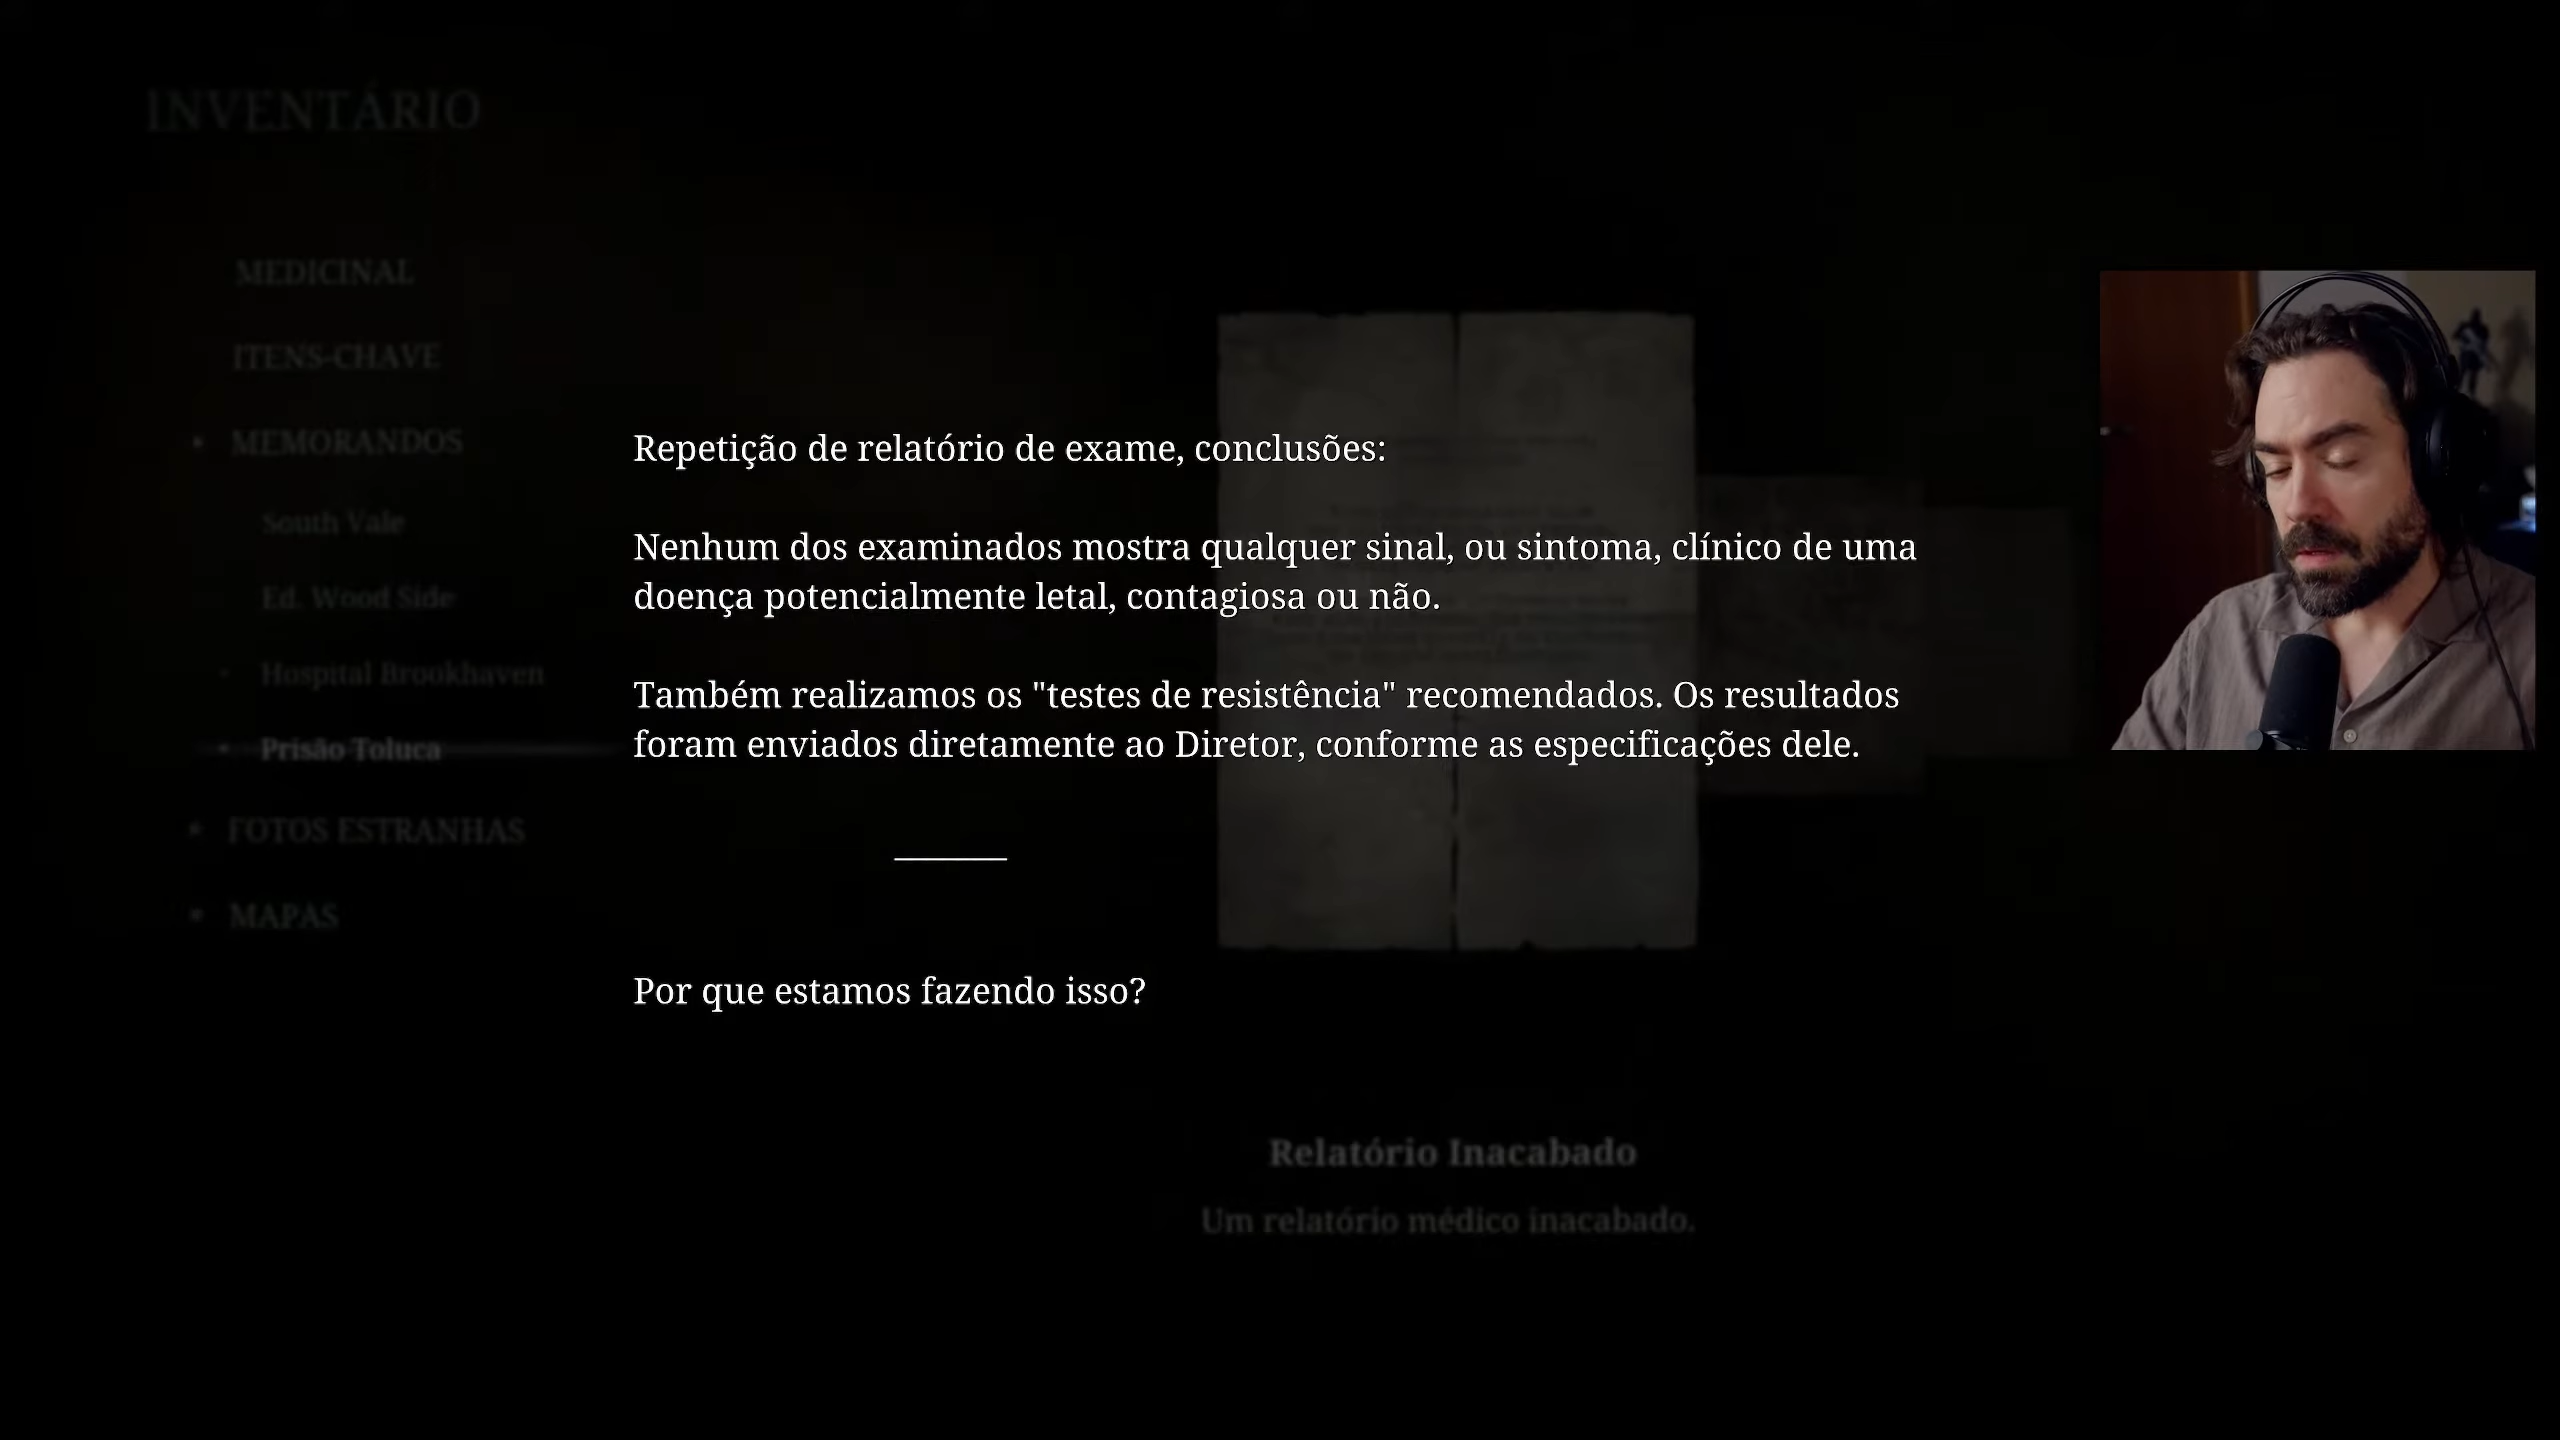 INVENTÁRIO
MEDICINAL
ITENS-CHAVE
MEMORANDOS
South Vale
Ed. Wood Side
Hospital Brookhaven
Prisão Toluca
FOTOS ESTRANHAS
MAPAS
Repetição de relatório de exame, conclusões:
Nenhum dos examinados mostra qualquer sinal, ou sintoma, clínico de uma
doença potencialmente letal, contagiosa ou não.
Também realizamos os "testes de resistência" recomendados. Os resultados
foram enviados diretamente ao Diretor, conforme as especificações dele.
Por que estamos fazendo isso?
Relatório Inacabado
Um relatório médico inacabado.